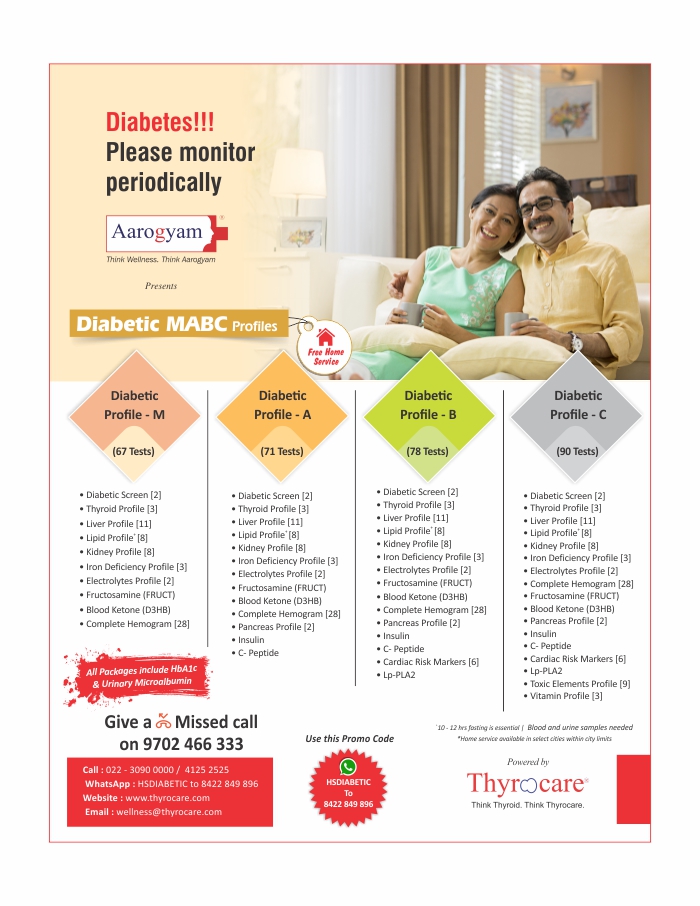 Diabetes!!!
Please monitor
periodically
Aarogyam®
Think Wellness. Think Aarogyam
Presents
Diabetic MABC Profiles
Free Home
Service
Diabetic
Profile - M
(67 Tests)
• Diabetic Screen [2]
• Thyroid Profile [3]
• Liver Profile [11]
• Lipid Profile* [8]
• Kidney Profile [8]
• Iron Deficiency Profile [3]
• Electrolytes Profile [2]
• Fructosamine (FRUCT)
• Blood Ketone (D3HB)
• Complete Hemogram [28]
Diabetic
Profile - A
(71 Tests)
• Diabetic Screen [2]
• Thyroid Profile [3]
• Liver Profile [11]
• Lipid Profile* [8]
• Kidney Profile [8]
• Iron Deficiency Profile [3]
• Electrolytes Profile [2]
• Fructosamine (FRUCT)
• Blood Ketone (D3HB)
• Complete Hemogram [28]
• Pancreas Profile [2]
• Insulin
• C- Peptide
Diabetic
Profile - B
(78 Tests)
• Diabetic Screen [2]
• Thyroid Profile [3]
• Liver Profile [11]
• Lipid Profile* [8]
• Kidney Profile [8]
• Iron Deficiency Profile [3]
• Electrolytes Profile [2]
• Fructosamine (FRUCT)
• Blood Ketone (D3HB)
• Complete Hemogram [28]
• Pancreas Profile [2]
• Insulin
• C- Peptide
• Cardiac Risk Markers [6]
• Lp-PLA2
Diabetic
Profile - C
(90 Tests)
• Diabetic Screen [2]
• Thyroid Profile [3]
• Liver Profile [11]
• Lipid Profile* [8]
• Kidney Profile [8]
• Iron Deficiency Profile [3]
• Electrolytes Profile [2]
• Complete Hemogram [28]
• Fructosamine (FRUCT)
• Blood Ketone (D3HB)
• Pancreas Profile [2]
• Insulin
• C- Peptide
• Cardiac Risk Markers [6]
• Lp-PLA2
• Toxic Elements Profile [9]
• Vitamin Profile [3]
All Packages include HbA1c
& Urinary Microalbumin
Give a Missed call
on 9702 466 333
Call : 022 - 3090 0000 / 4125 2525
WhatsApp : HSDIABETIC to 8422 849 896
Website : www.thyrocare.com
Email : wellness@thyrocare.com
Use this Promo Code
HSDIABETIC
To
8422 849 896
*10 - 12 hrs fasting is essential | Blood and urine samples needed
*Home service available in select cities within city limits
Powered by
Thyrocare®
Think Thyroid. Think Thyrocare.